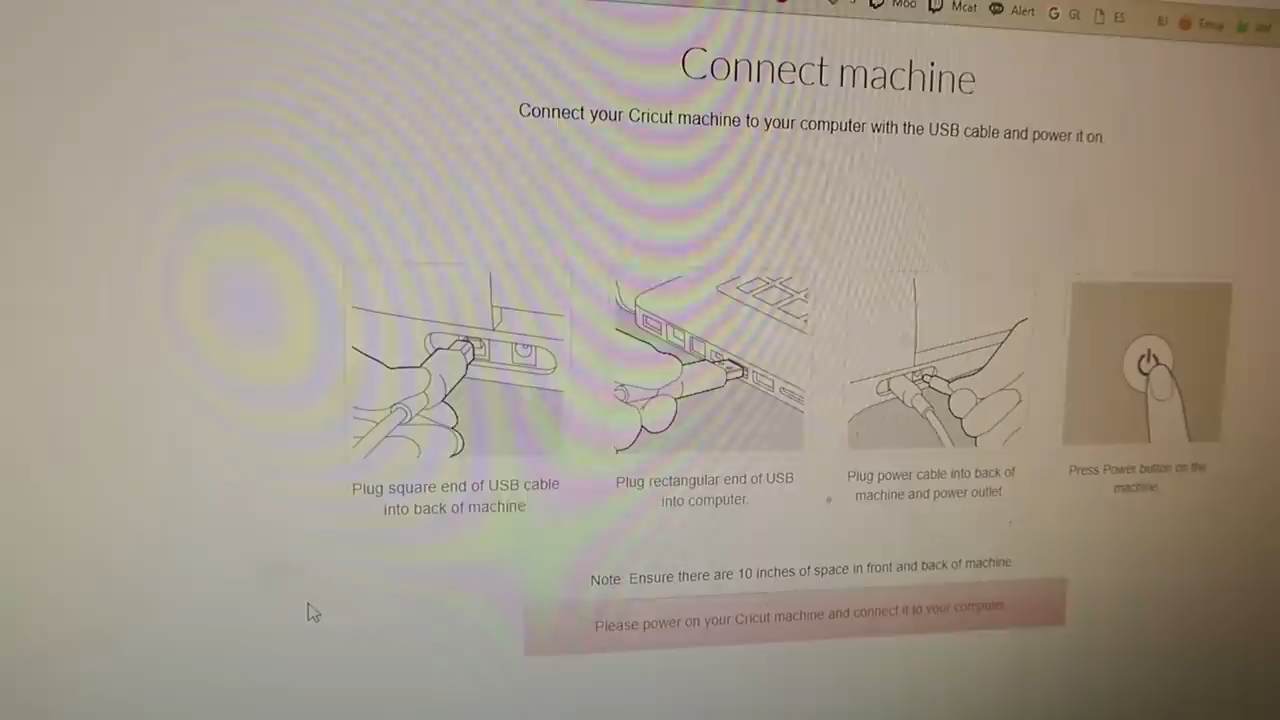 Moo Mcat Alert G ES
Connect machine
Connect your Cricut machine to your computer with the USB cable and power it on.
Plug square end of USB cable
into back of machine
Plug rectangular end of USB
into computer.
Plug power cable into back of
machine and power outlet.
Press Power button on the
machine.
Note: Ensure there are 10 inches of space in front and back of machine
Please power on your Cricut machine and connect it to your computer.